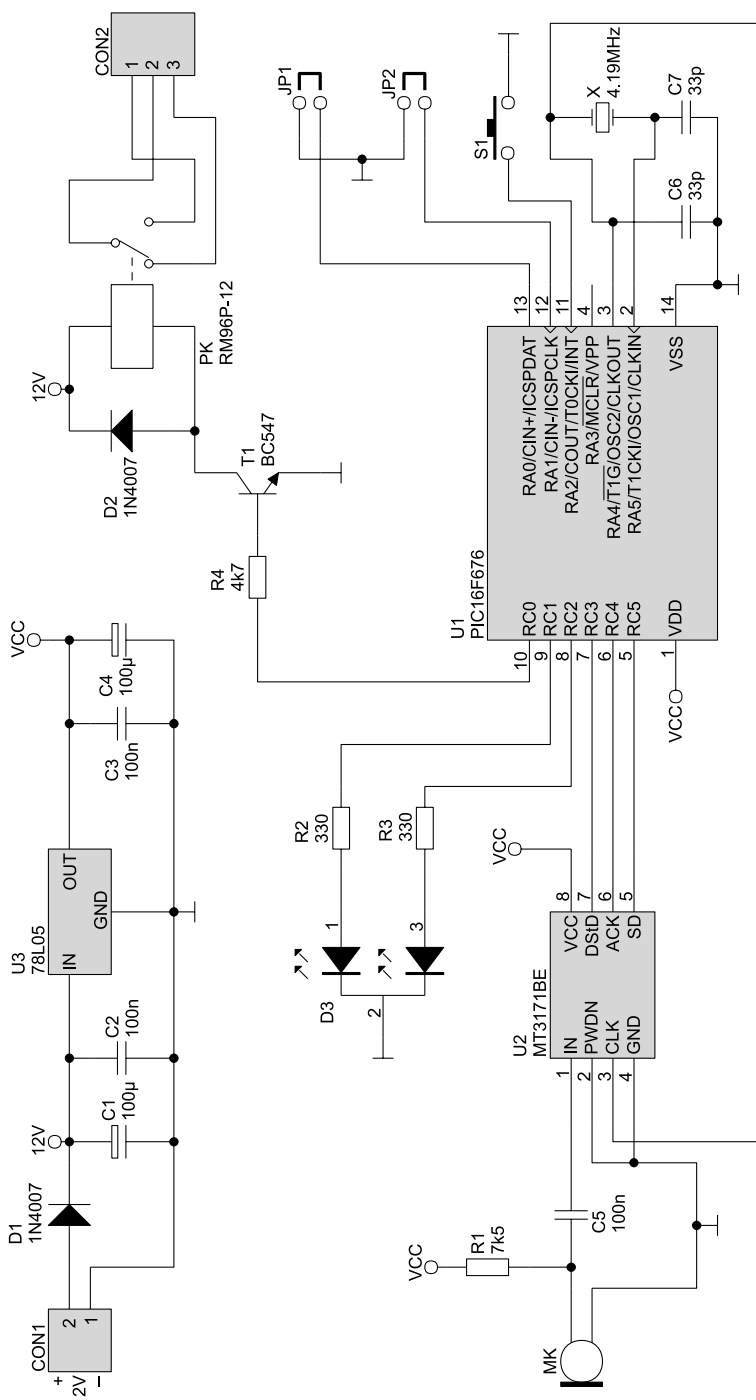 CON1
+
2V
−
2
1
D1
1N4007
12V
C1
100µ
C2
100n
U3
78L05
IN
OUT
GND
C3
100n
C4
100µ
VCC
12V
D2
1N4007
PK
RM96P-12
CON2
1
2
3
T1
BC547
R4
4k7
R2
330
R3
330
D3
1
2
3
JP1
JP2
S1
X
4.19MHz
C6
33p
C7
33p
U1
PIC16F676
10
RC0
9
RC1
8
RC2
7
RC3
6
RC4
5
RC5
1
VDD
VCC
RA0/CIN+/ICSPDAT
13
RA1/CIN-/ICSPCLK
12
RA2/COUT/T0CKI/INT
11
RA3/MCLR/VPP
4
RA4/T1G/OSC2/CLKOUT
3
RA5/T1CKI/OSC1/CLKIN
2
VSS
14
U2
MT3171BE
1
IN
2
PWDN
3
CLK
4
GND
VCC
8
DStD
7
ACK
6
SD
5
VCC
VCC
R1
7k5
C5
100n
MK